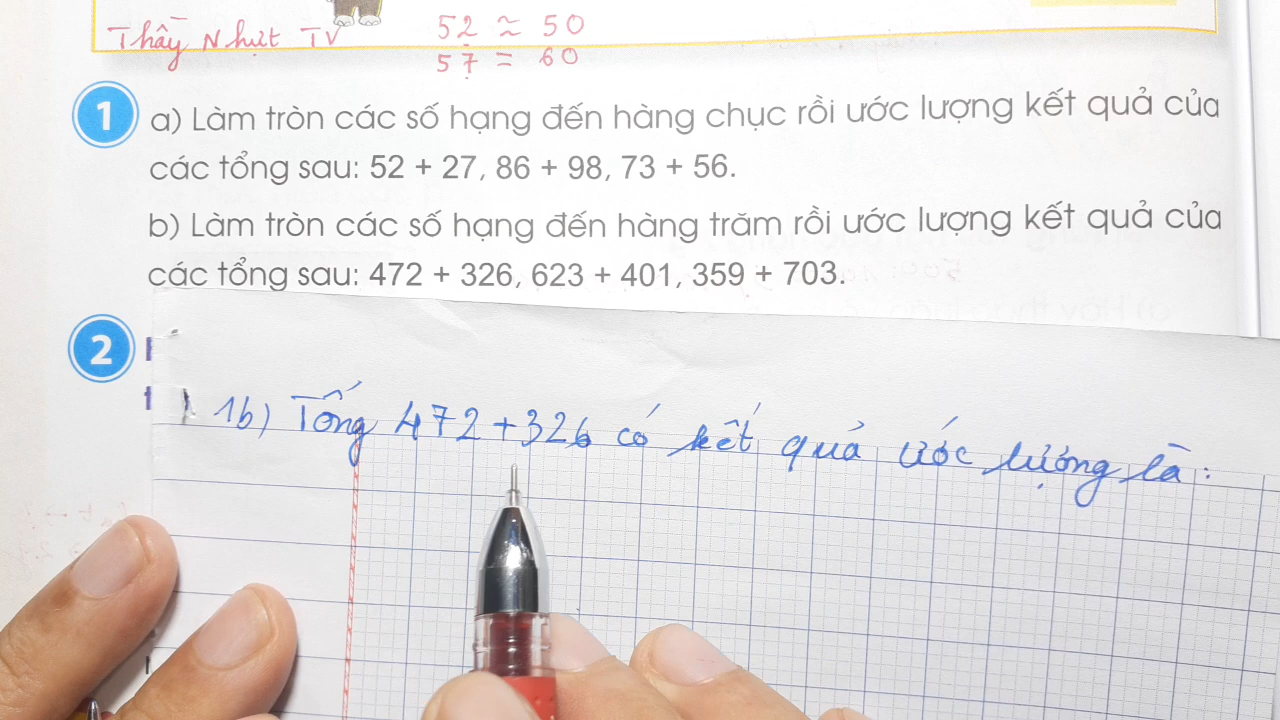 Thầy Nhựt TV
52 ≈ 50
57 = 60
1
a) Làm tròn các số hạng đến hàng chục rồi ước lượng kết quả của
các tổng sau: 52 + 27, 86 + 98, 73 + 56.
b) Làm tròn các số hạng đến hàng trăm rồi ước lượng kết quả của
các tổng sau: 472 + 326, 623 + 401, 359 + 703.
2
1b) Tổng 472 + 326 có kết quả ước lượng là: